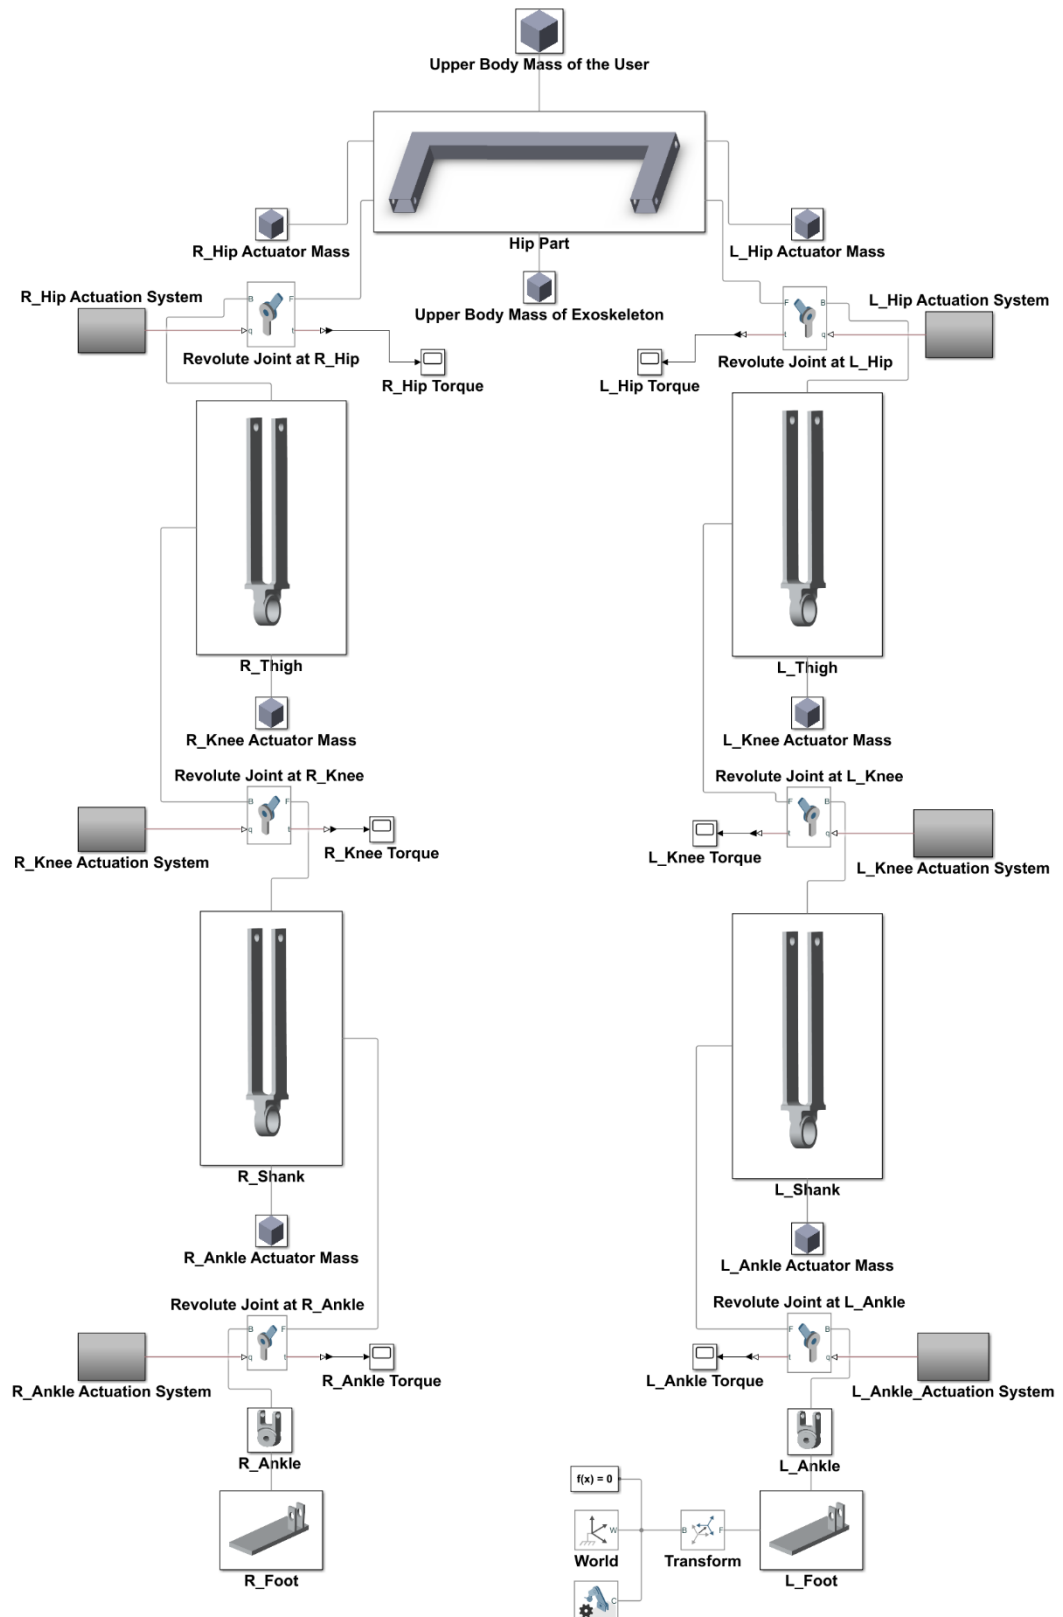 Upper Body Mass of the User
R_Hip Actuator Mass
Hip Part
L_Hip Actuator Mass
R_Hip Actuation System
B
F
q
t
Revolute Joint at R_Hip
R_Hip Torque
Upper Body Mass of Exoskeleton
F
B
t
q
L_Hip Actuation System
Revolute Joint at L_Hip
L_Hip Torque
R_Thigh
L_Thigh
R_Knee Actuator Mass
L_Knee Actuator Mass
Revolute Joint at R_Knee
B
F
q
t
R_Knee Actuation System
R_Knee Torque
Revolute Joint at L_Knee
F
B
t
q
L_Knee Torque
L_Knee Actuation System
R_Shank
L_Shank
R_Ankle Actuator Mass
L_Ankle Actuator Mass
Revolute Joint at R_Ankle
B
F
q
t
R_Ankle Actuation System
R_Ankle Torque
Revolute Joint at L_Ankle
F
B
t
q
L_Ankle Torque
L_Ankle_Actuation System
R_Ankle
L_Ankle
R_Foot
f(x) = 0
W
World
B
F
Transform
C
L_Foot